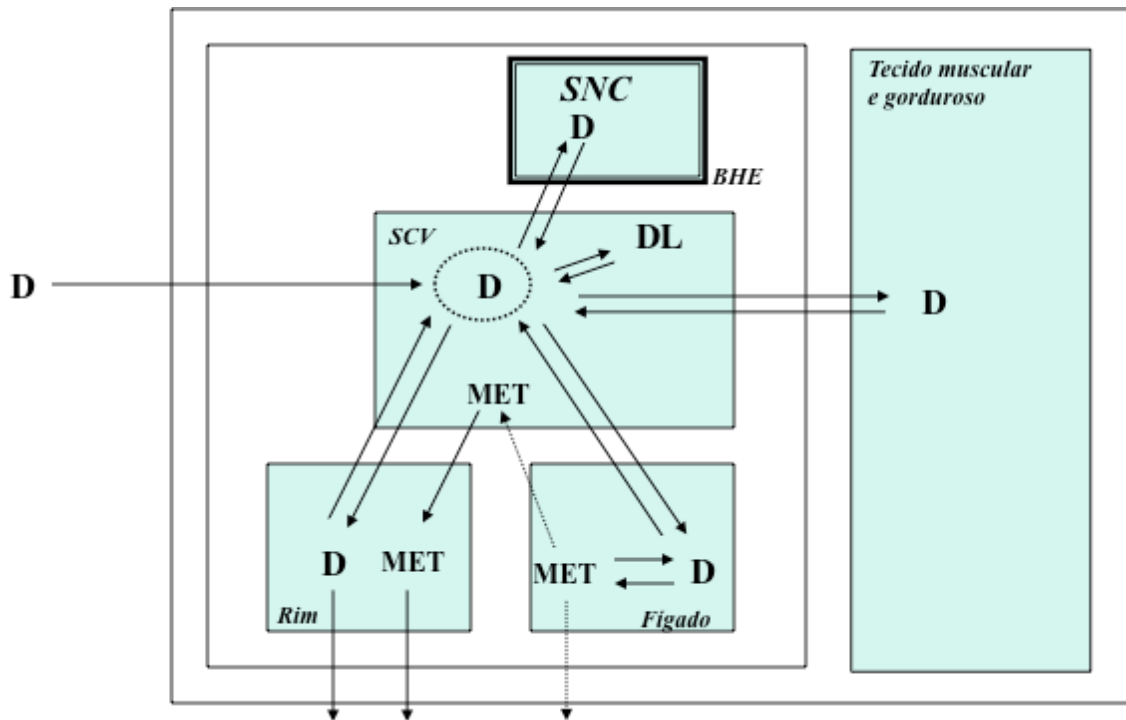 SNC
D
BHE
Tecido muscular
e gorduroso
SCV
DL
D
D
D
MET
D
MET
Rim
MET
D
Fígado